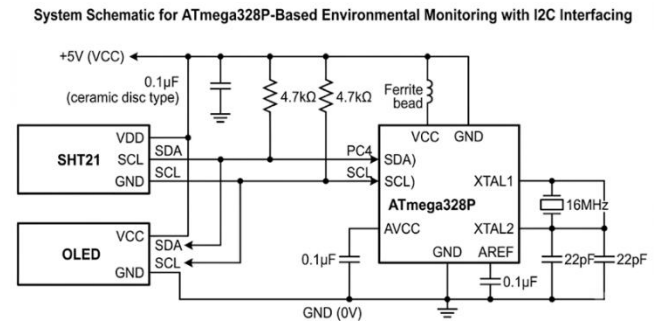 System Schematic for ATmega328P-Based Environmental Monitoring with I2C Interfacing
+5V (VCC)
0.1µF
(ceramic disc type)
4.7kΩ
4.7kΩ
Ferrite
bead
SHT21
VDD
SCL
GND
SDA
SCL
PC4
SCL
VCC GND
SDA)
SCL)
ATmega328P
AVCC
GND AREF
XTAL1
XTAL2
16MHz
22pF
22pF
OLED
VCC
GND
SDA
SCL
0.1µF
0.1µF
GND (0V)